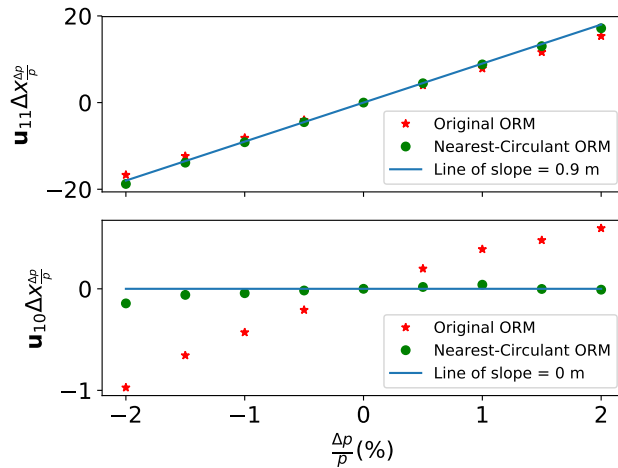 20
0
−20
u₁₁Δx^{Δp/p}
Original ORM
Nearest-Circulant ORM
Line of slope = 0.9 m
0
−1
u₁₀Δx^{Δp/p}
Original ORM
Nearest-Circulant ORM
Line of slope = 0 m
−2
−1
0
1
2
Δp/p (%)